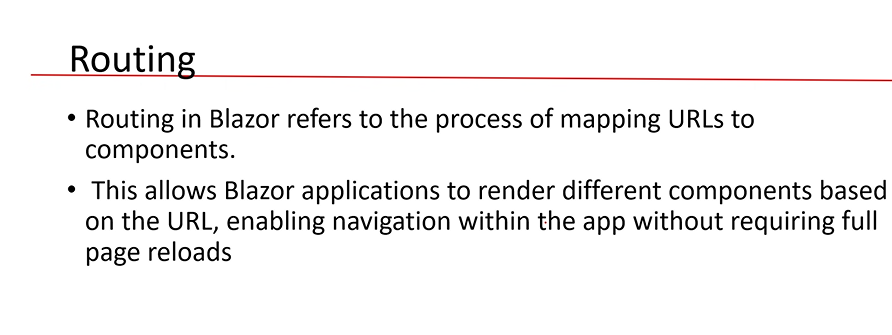 Routing
• Routing in Blazor refers to the process of mapping URLs to
components.
• This allows Blazor applications to render different components based
on the URL, enabling navigation within the app without requiring full
page reloads